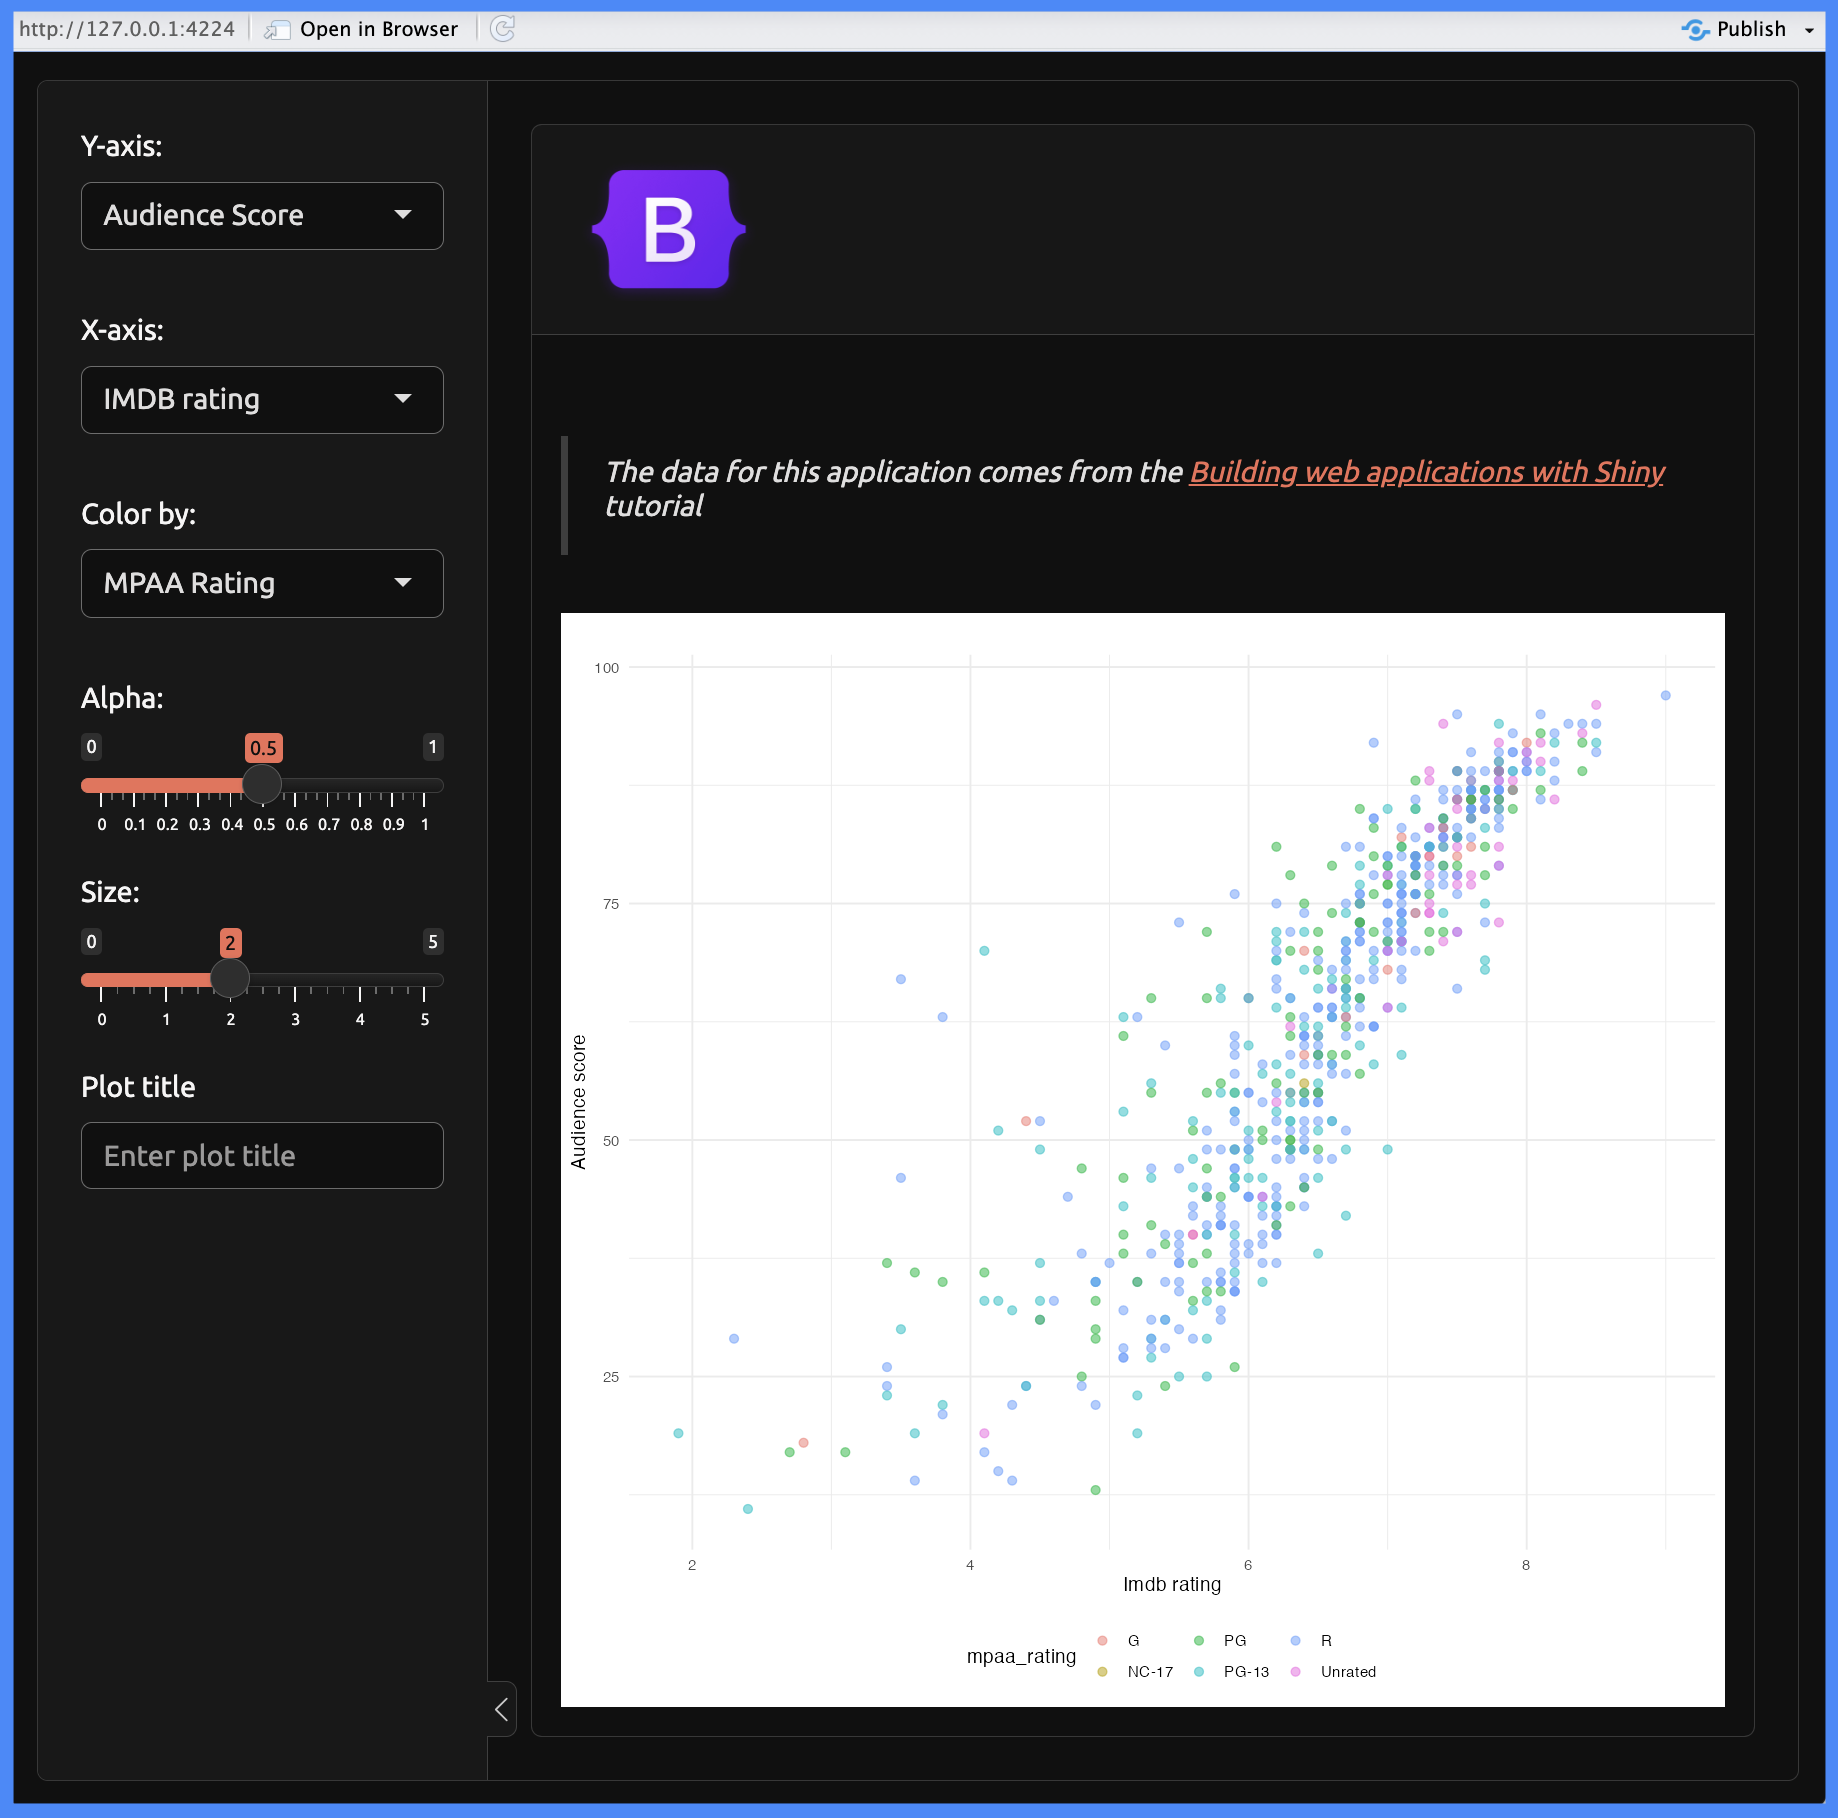 http://127.0.0.1:4224 Open in Browser Publish
Y-axis:
Audience Score
X-axis:
IMDB rating
Color by:
MPAA Rating
Alpha:
0 0.5 1
0 0.1 0.2 0.3 0.4 0.5 0.6 0.7 0.8 0.9 1
Size:
0 2 5
0 1 2 3 4 5
Plot title
Enter plot title
B
The data for this application comes from the Building web applications with Shiny
tutorial
100
75
50
25
Audience score
2 4 6 8
Imdb rating
mpaa_rating
G PG R
NC-17 PG-13 Unrated